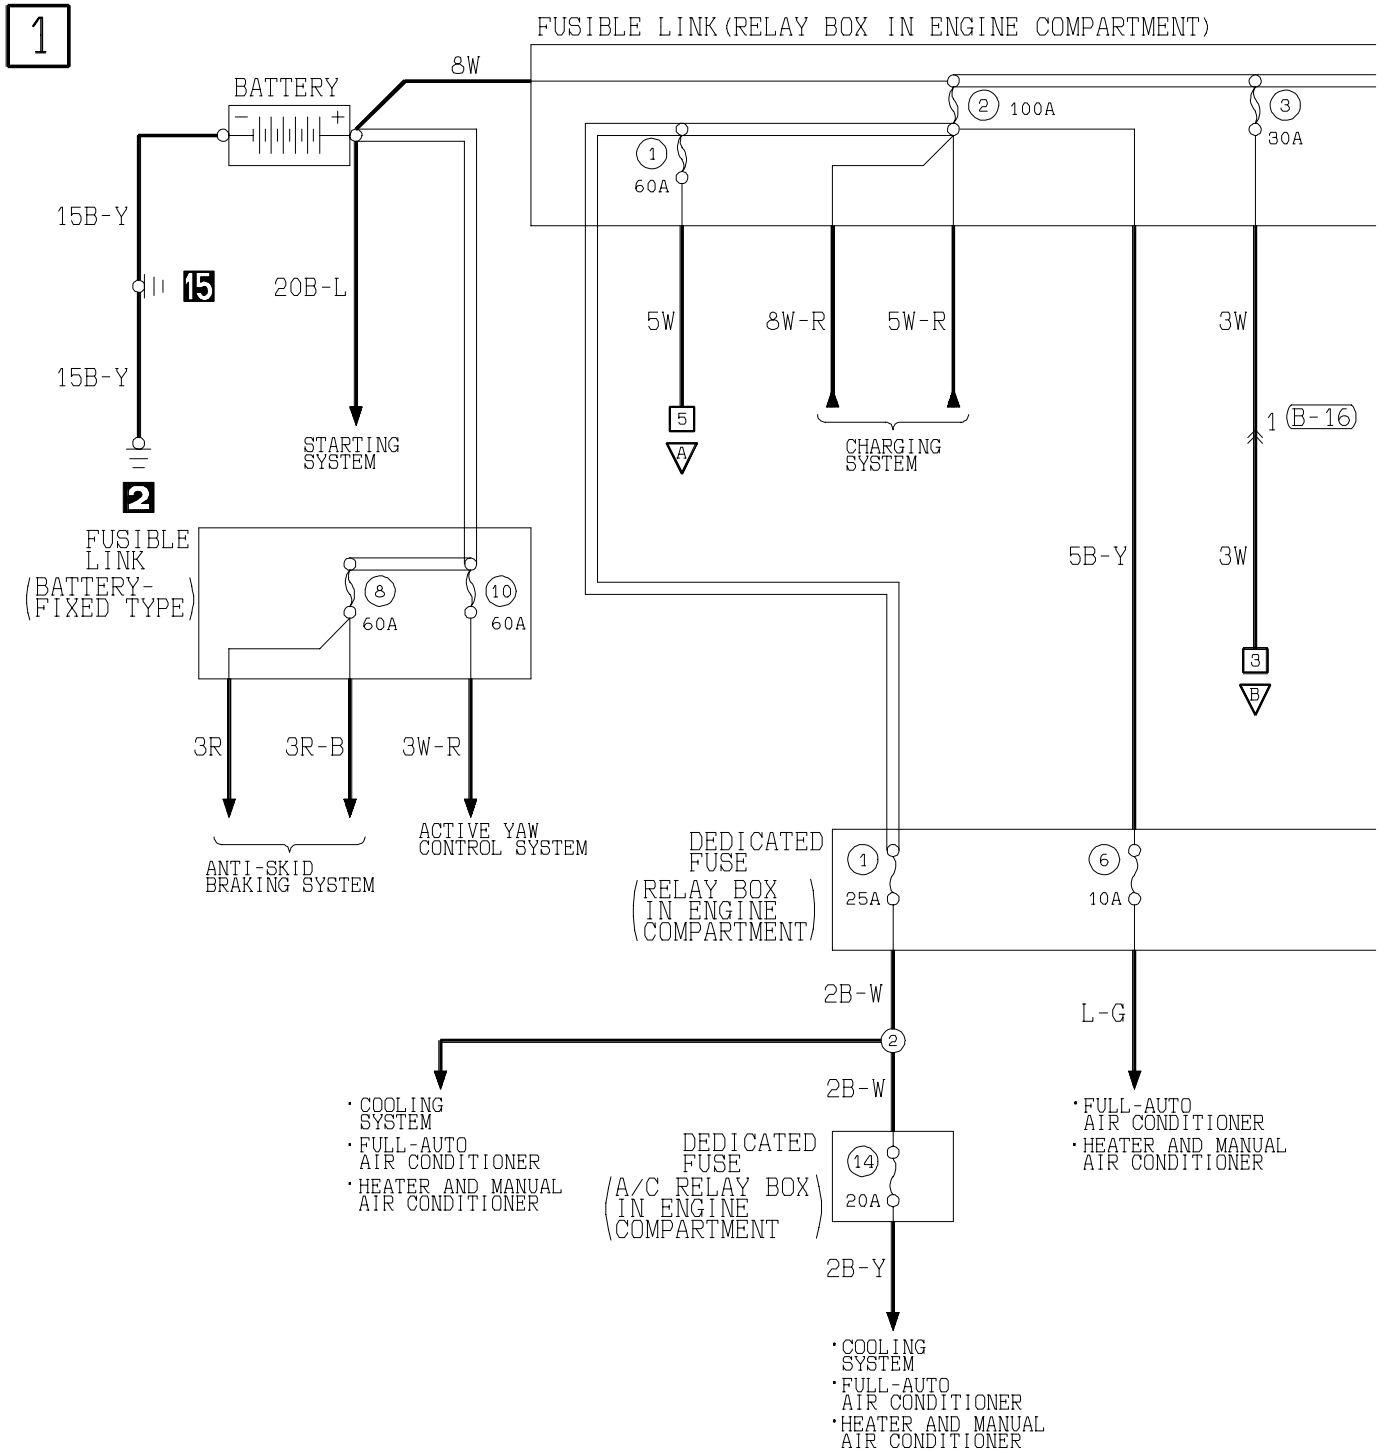 1
FUSIBLE LINK(RELAY BOX IN ENGINE COMPARTMENT)
8W
BATTERY
− +
2 100A
3
30A
1
60A
15B-Y
15
20B-L
5W
8W-R
5W-R
3W
15B-Y
1 B-16
5
A
STARTING
SYSTEM
CHARGING
SYSTEM
2
FUSIBLE
LINK
(BATTERY-
FIXED TYPE)
8
60A
10
60A
5B-Y
3W
3
B
3R
3R-B
3W-R
ANTI-SKID
BRAKING SYSTEM
ACTIVE YAW
CONTROL SYSTEM
DEDICATED
FUSE
(RELAY BOX
IN ENGINE
COMPARTMENT)
1
25A
6
10A
2B-W
L-G
2
2B-W
· COOLING
SYSTEM
· FULL-AUTO
AIR CONDITIONER
· HEATER AND MANUAL
AIR CONDITIONER
· FULL-AUTO
AIR CONDITIONER
· HEATER AND MANUAL
AIR CONDITIONER
DEDICATED
FUSE
(A/C RELAY BOX
IN ENGINE
COMPARTMENT)
14
20A
2B-Y
· COOLING
SYSTEM
· FULL-AUTO
AIR CONDITIONER
· HEATER AND MANUAL
AIR CONDITIONER